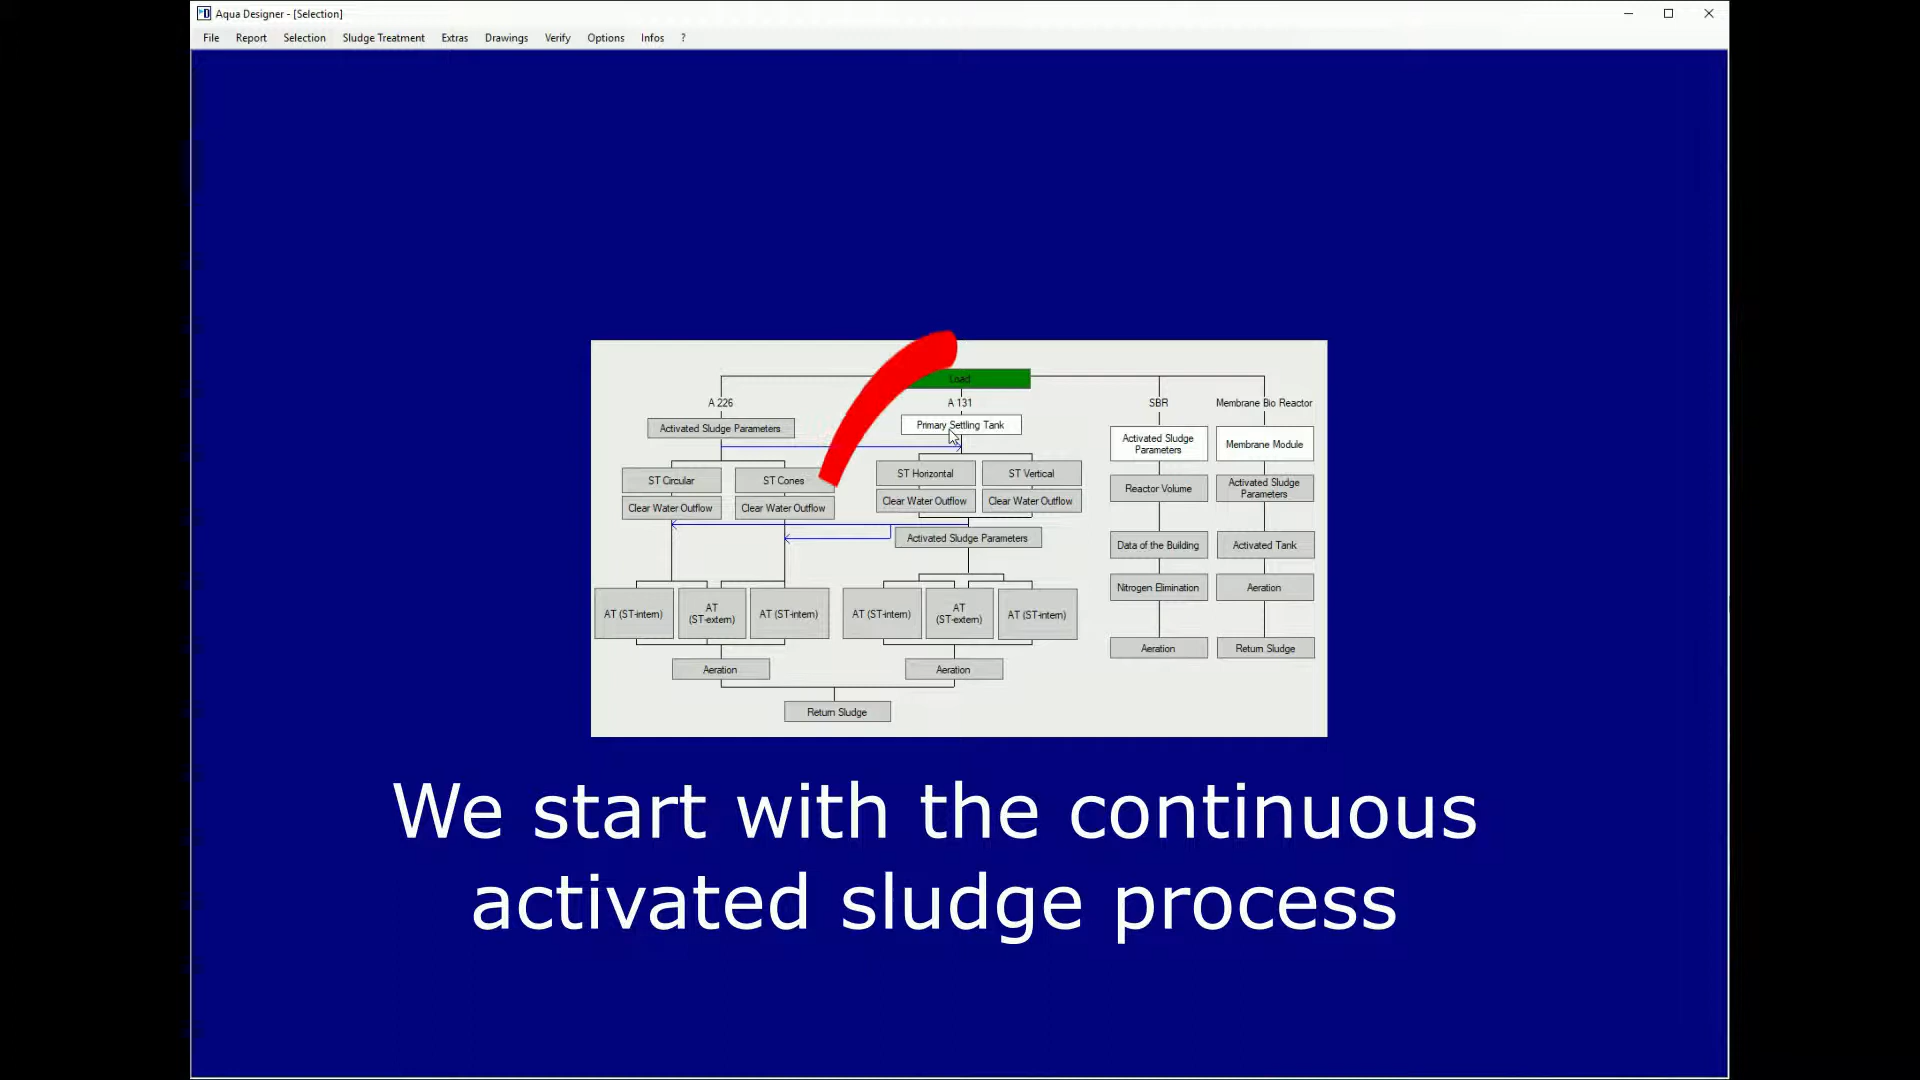 Aqua Designer - [Selection]
File Report Selection Sludge Treatment Extras Drawings Verify Options Infos ?
Load
A 226 A 131 SBR Membrane Bio Reactor
Activated Sludge Parameters
Primary Settling Tank
Activated Sludge
Parameters
Membrane Module
ST Circular ST Cones ST Horizontal ST Vertical
Clear Water Outflow Clear Water Outflow Clear Water Outflow Clear Water Outflow
Reactor Volume
Activated Sludge
Parameters
Activated Sludge Parameters
Data of the Building Activated Tank
Nitrogen Elimination Aeration
AT (ST-intern)
AT
(ST-extern)
AT (ST-intern)
AT (ST-intern)
AT
(ST-extern)
AT (ST-intern)
Aeration Return Sludge
Aeration Aeration
Return Sludge
We start with the continuous
activated sludge process